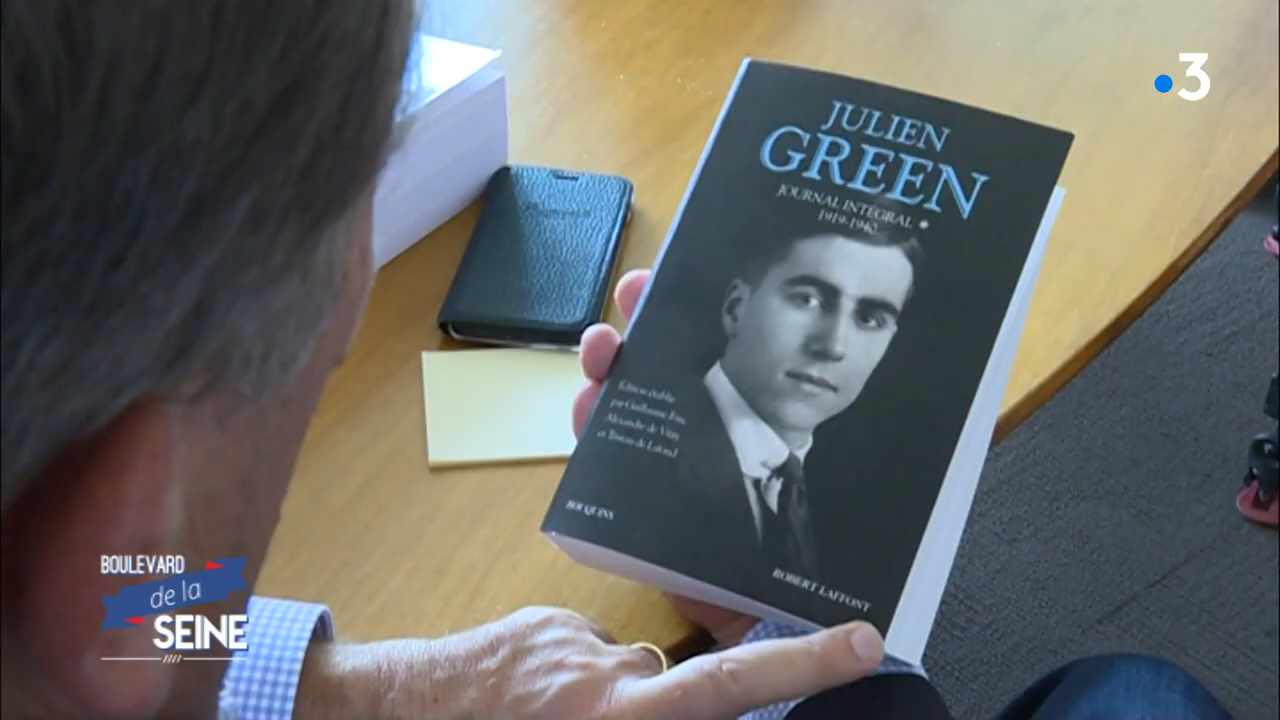 3
JULIEN
GREEN
JOURNAL INTÉGRAL *
1919-1940
Édition établie
par Guillaume Fau,
Alexandre de Vitry
et Tristan de Lafond
BOUQUINS
ROBERT LAFFONT
BOULEVARD
de la
SEINE